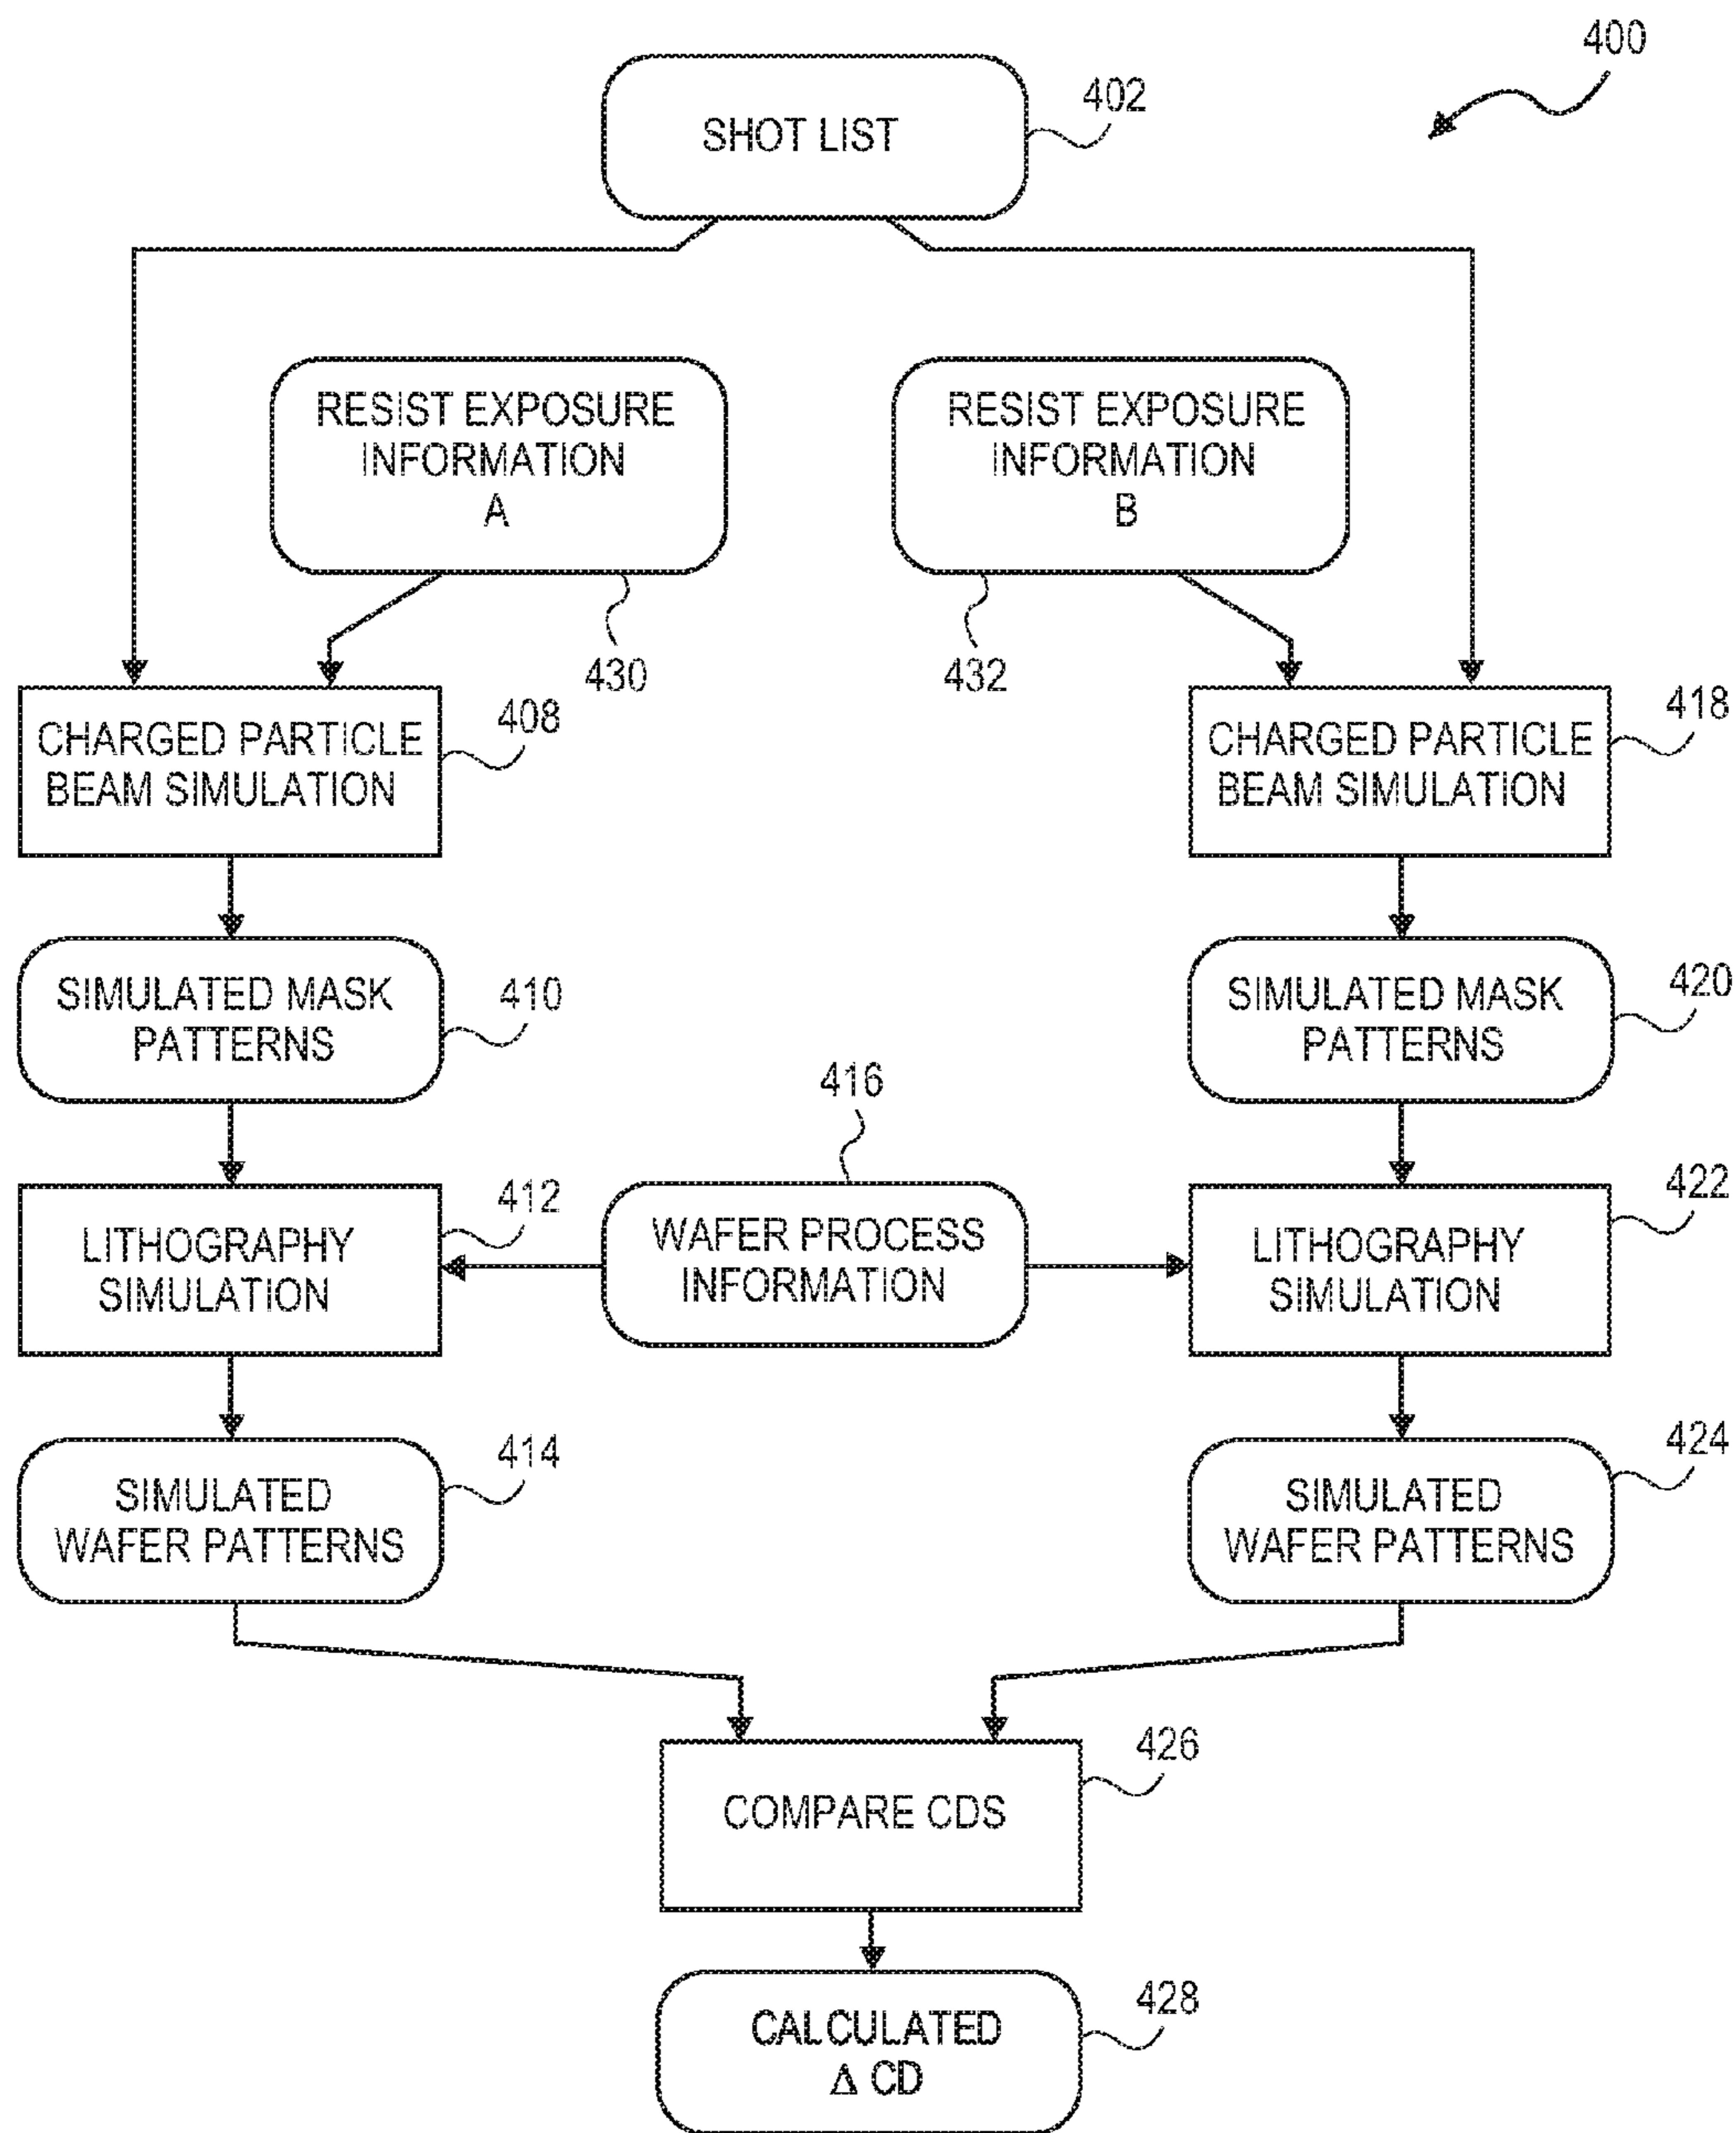 400
SHOT LIST
402
RESIST EXPOSURE
INFORMATION
A
430
RESIST EXPOSURE
INFORMATION
B
432
CHARGED PARTICLE
BEAM SIMULATION
408
CHARGED PARTICLE
BEAM SIMULATION
418
SIMULATED MASK
PATTERNS
410
SIMULATED MASK
PATTERNS
420
416
LITHOGRAPHY
SIMULATION
412
WAFER PROCESS
INFORMATION
LITHOGRAPHY
SIMULATION
422
SIMULATED
WAFER PATTERNS
414
SIMULATED
WAFER PATTERNS
424
COMPARE CDS
426
CALCULATED
Δ CD
428